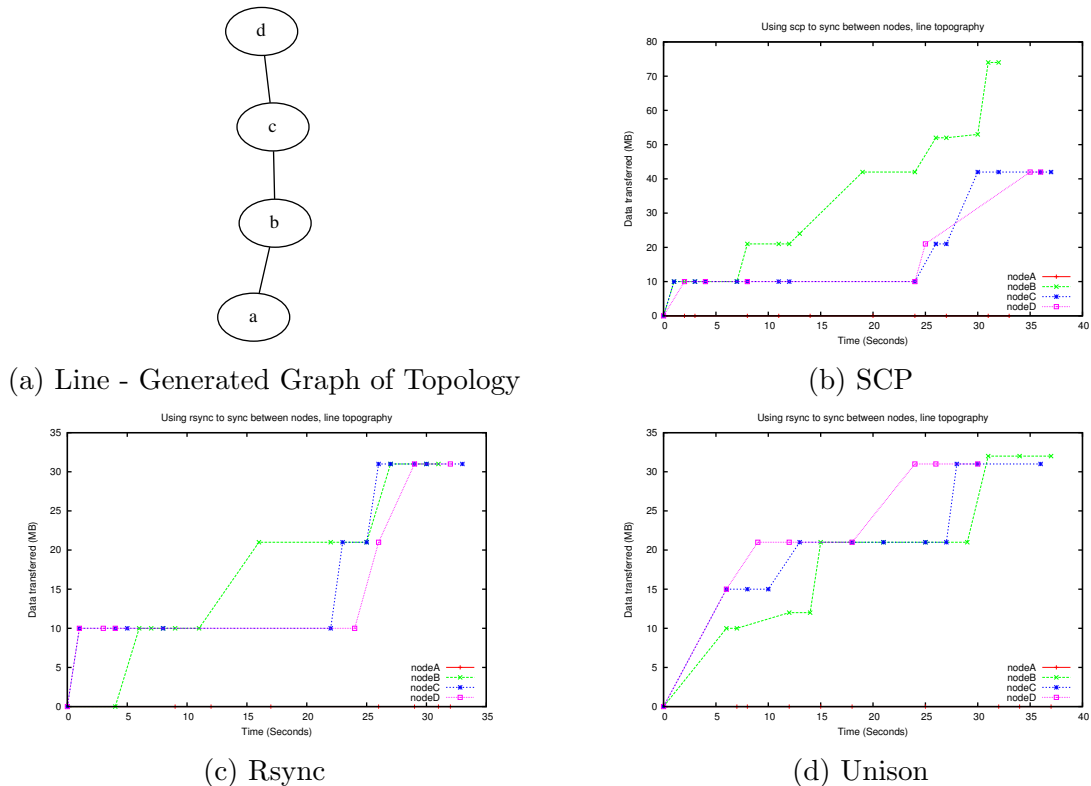 d
c
b
a
(a) Line - Generated Graph of Topology
Using scp to sync between nodes, line topography
Data transferred (MB)
80
70
60
50
40
30
20
10
0
0 5 10 15 20 25 30 35 40
Time (Seconds)
nodeA
nodeB
nodeC
nodeD
(b) SCP
Using rsync to sync between nodes, line topography
Data transferred (MB)
35
30
25
20
15
10
5
0
0 5 10 15 20 25 30 35
Time (Seconds)
nodeA
nodeB
nodeC
nodeD
(c) Rsync
Using rsync to sync between nodes, line topography
Data transferred (MB)
35
30
25
20
15
10
5
0
0 5 10 15 20 25 30 35 40
Time (Seconds)
nodeA
nodeB
nodeC
nodeD
(d) Unison